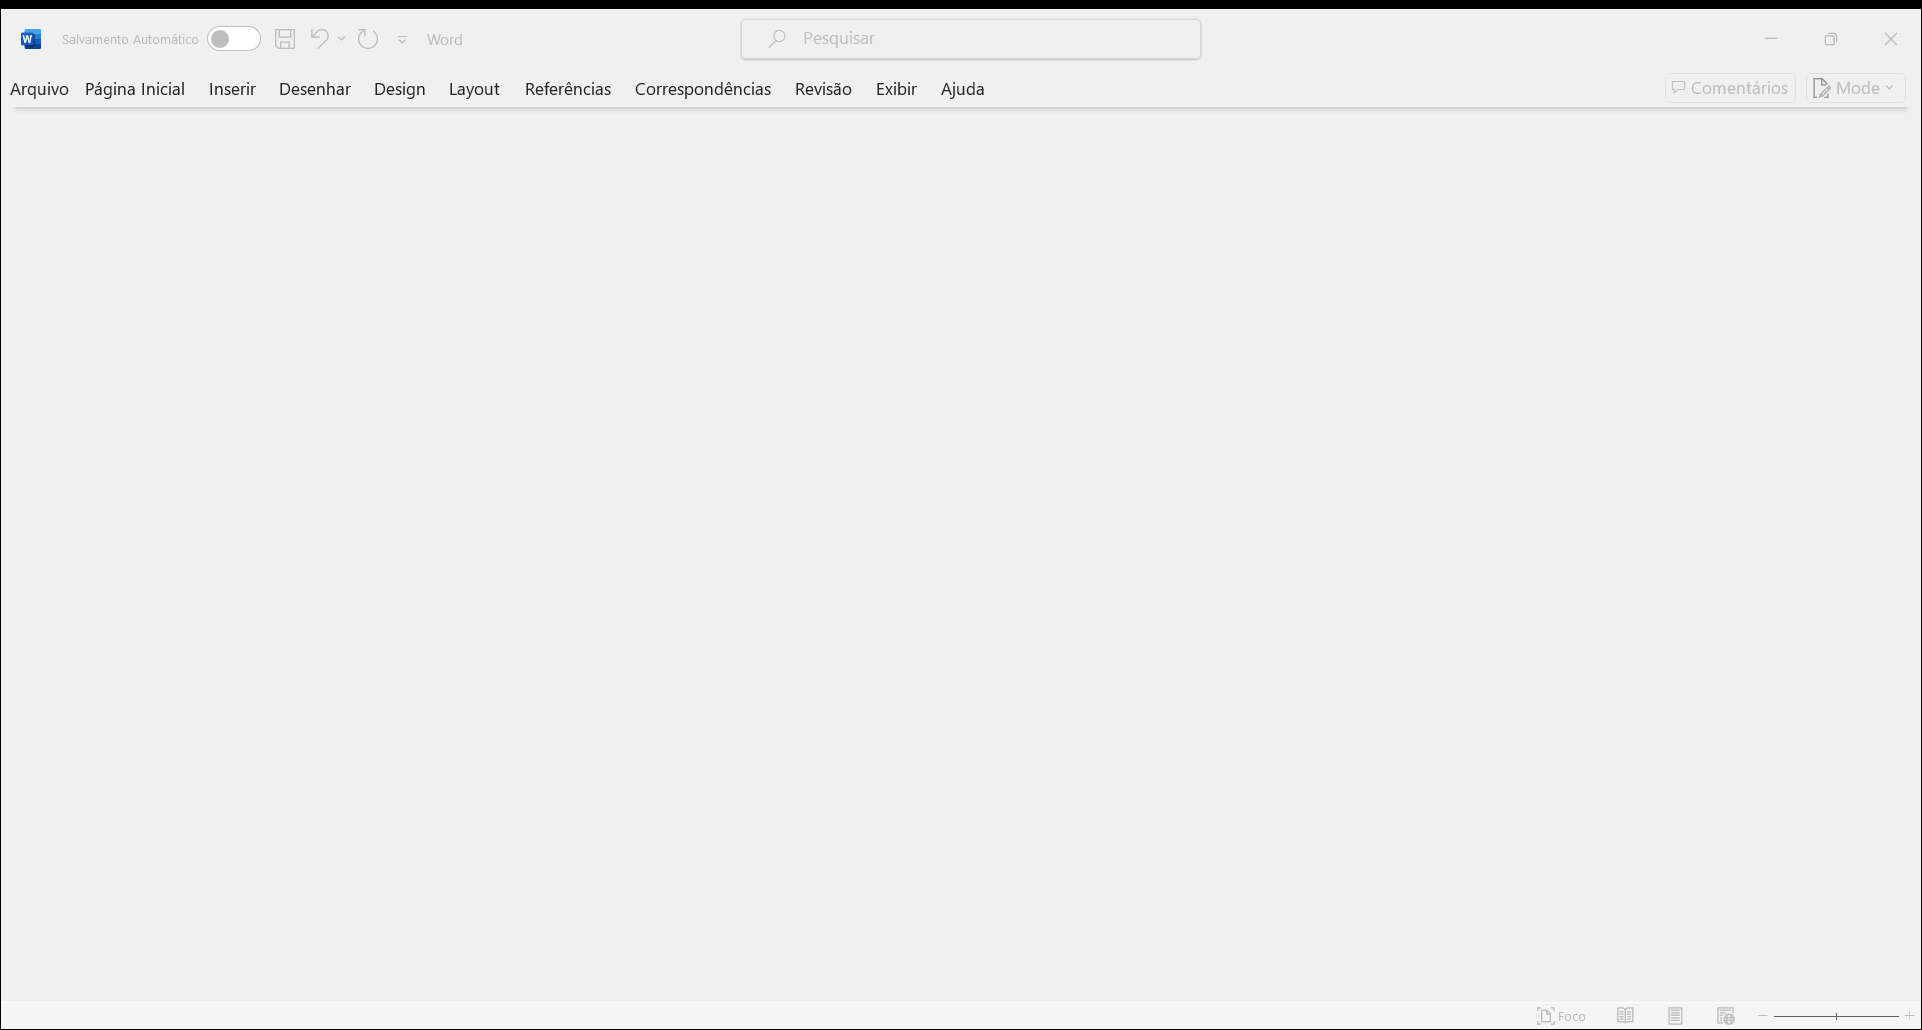 Salvamento Automático Word Pesquisar
Arquivo Página Inicial Inserir Desenhar Design Layout Referências Correspondências Revisão Exibir Ajuda Comentários Mode
Foco